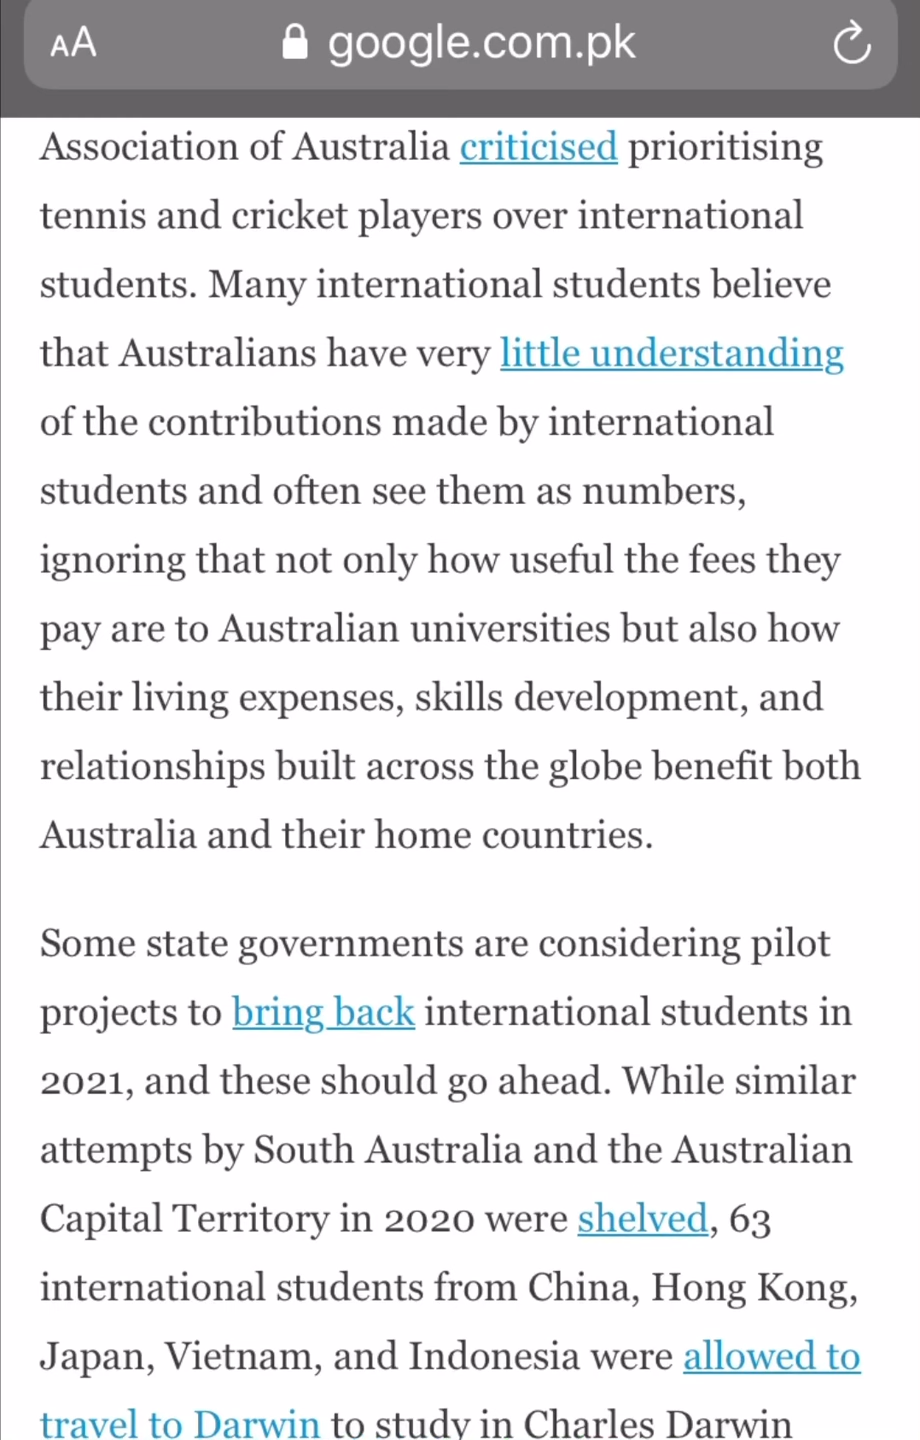 AA google.com.pk
Association of Australia criticised prioritising
tennis and cricket players over international
students. Many international students believe
that Australians have very little understanding
of the contributions made by international
students and often see them as numbers,
ignoring that not only how useful the fees they
pay are to Australian universities but also how
their living expenses, skills development, and
relationships built across the globe benefit both
Australia and their home countries.
Some state governments are considering pilot
projects to bring back international students in
2021, and these should go ahead. While similar
attempts by South Australia and the Australian
Capital Territory in 2020 were shelved, 63
international students from China, Hong Kong,
Japan, Vietnam, and Indonesia were allowed to
travel to Darwin to study in Charles Darwin